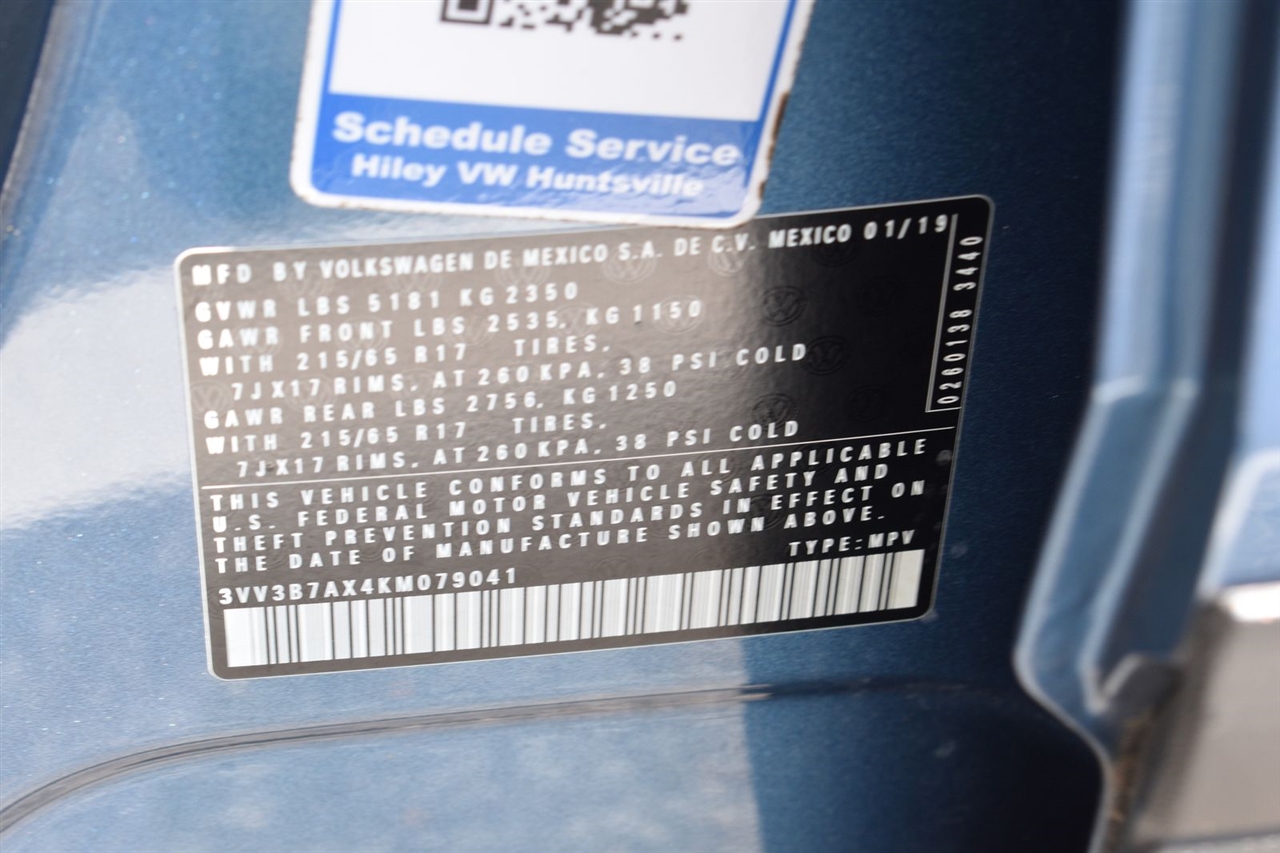 Schedule Service
Hiley VW Huntsville
MFD BY VOLKSWAGEN DE MEXICO S.A. DE C.V. MEXICO 01/19
GVWR LBS 5181 KG 2350
GAWR FRONT LBS 2535, KG 1150
WITH 215/65 R17 TIRES,
7JX17 RIMS, AT 260 KPA, 38 PSI COLD
GAWR REAR LBS 2756, KG 1250
WITH 215/65 R17 TIRES,
7JX17 RIMS, AT 260 KPA, 38 PSI COLD
0260138 3440
THIS VEHICLE CONFORMS TO ALL APPLICABLE
U.S. FEDERAL MOTOR VEHICLE SAFETY AND
THEFT PREVENTION STANDARDS IN EFFECT ON
THE DATE OF MANUFACTURE SHOWN ABOVE.
TYPE:MPV
3VV3B7AX4KM079041